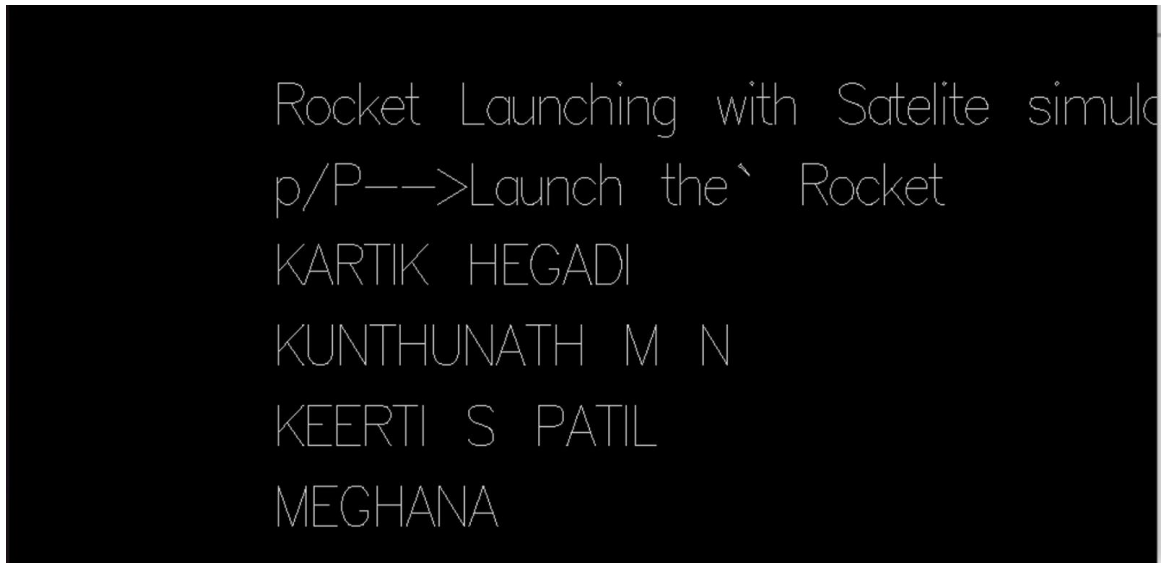 Rocket Launching with Satelite
p/P-->Launch the` Rocket
KARTIK HEGADI
KUNTHUNATH M N
KEERTI S PATIL
MEGHANA